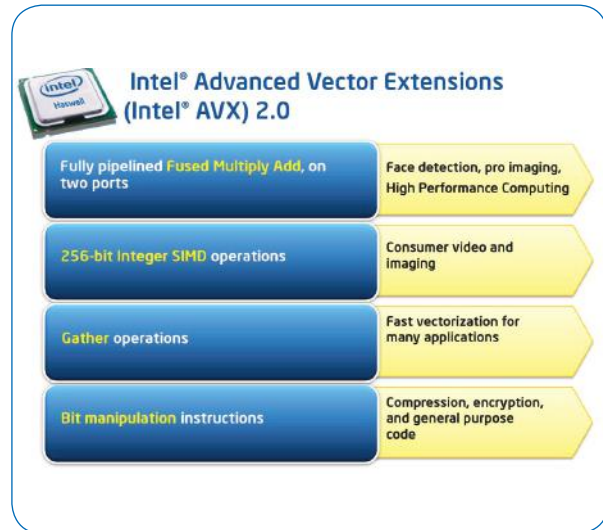 intel
Haswell
Intel® Advanced Vector Extensions
(Intel® AVX) 2.0
Fully pipelined Fused Multiply Add, on
two ports
Face detection, pro imaging,
High Performance Computing
256-bit Integer SIMD operations
Consumer video and
imaging
Gather operations
Fast vectorization for
many applications
Bit manipulation instructions
Compression, encryption,
and general purpose
code